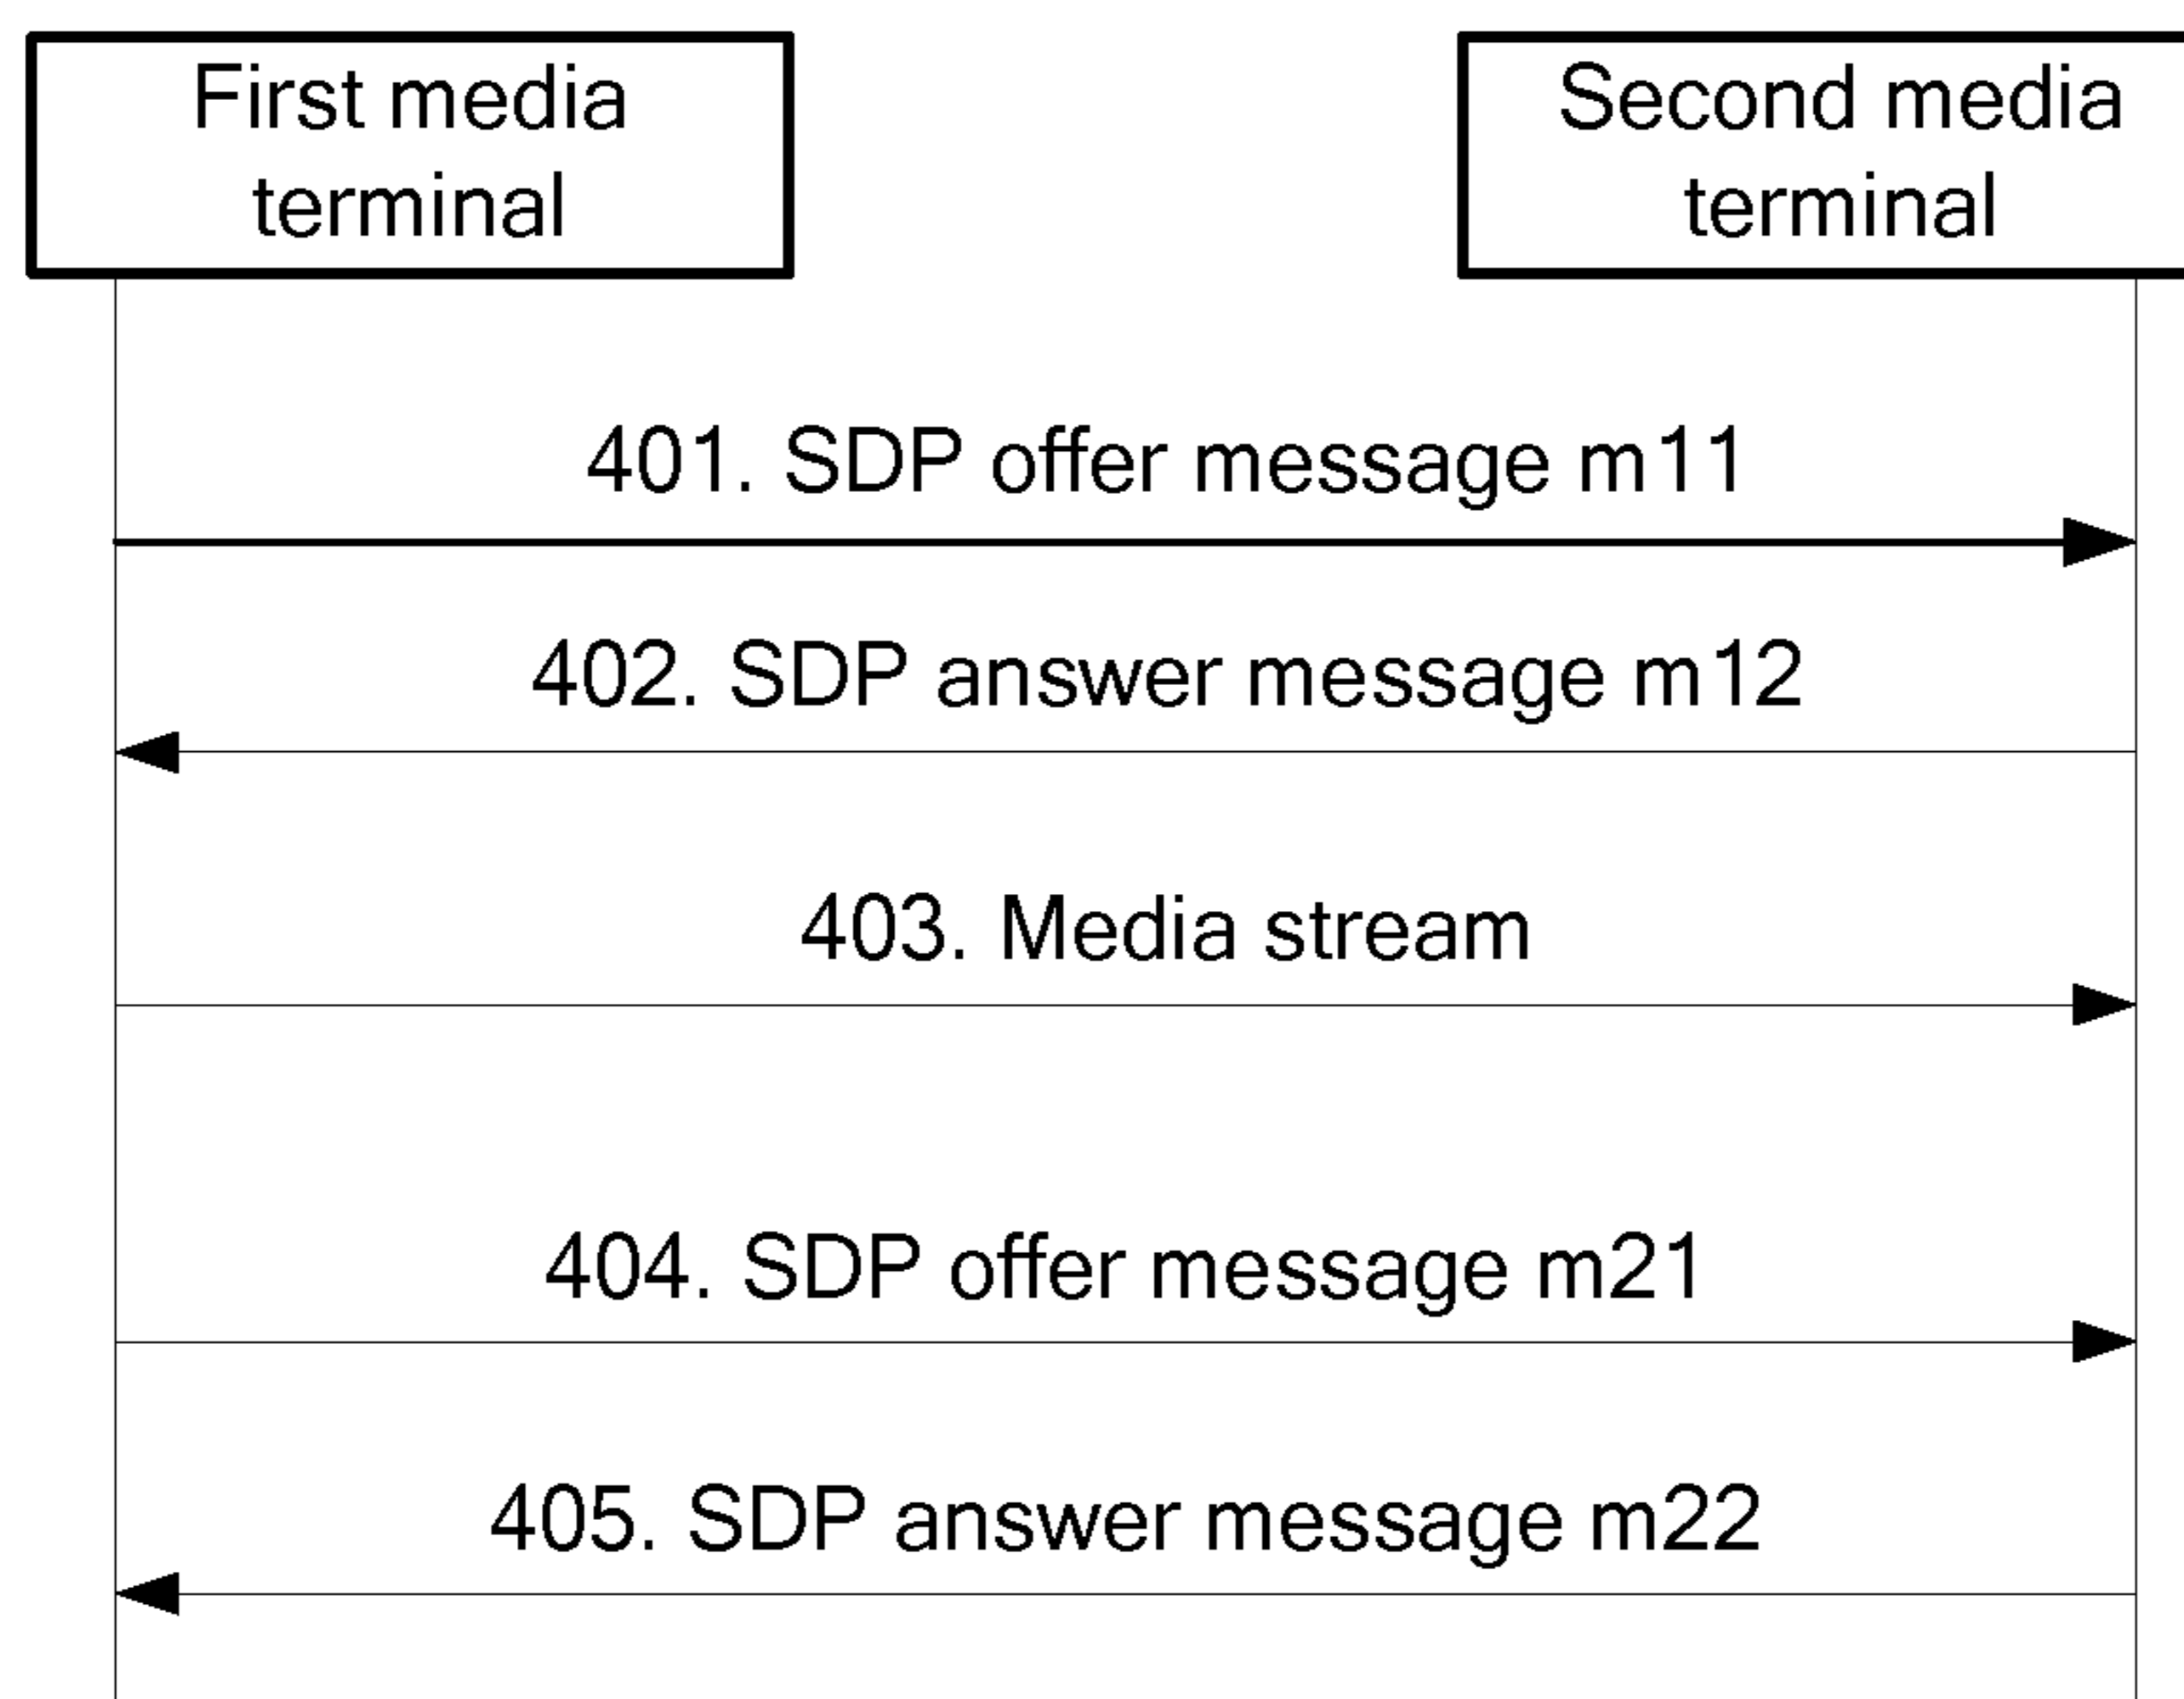 First media
terminal
Second media
terminal
401. SDP offer message m11
402. SDP answer message m12
403. Media stream
404. SDP offer message m21
405. SDP answer message m22